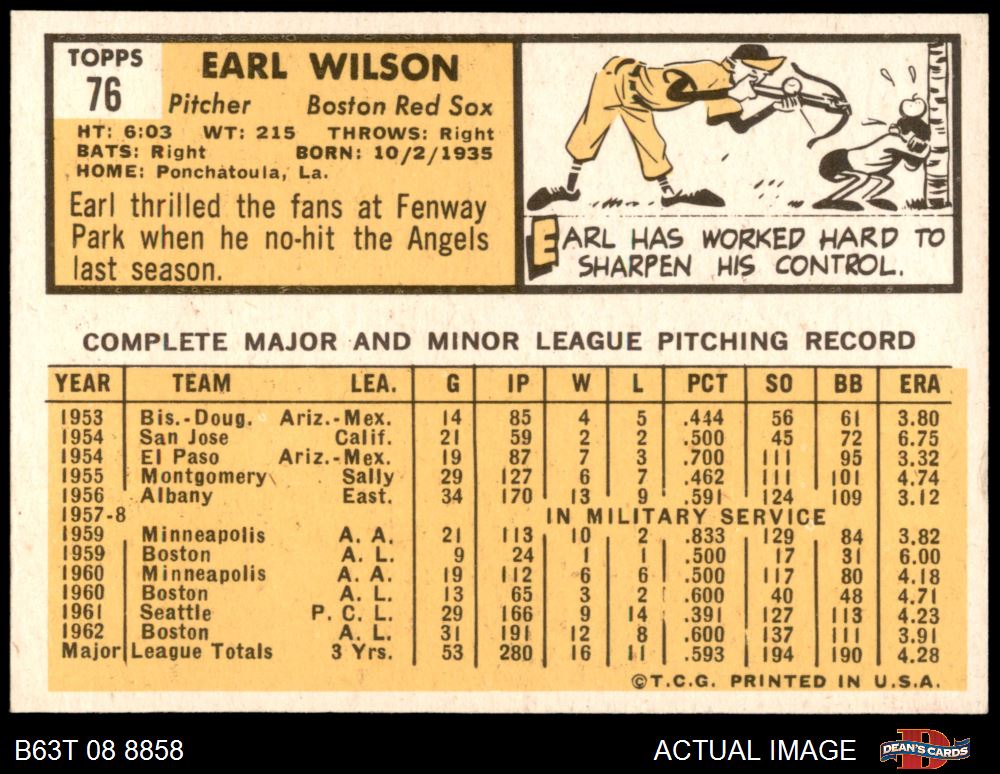 TOPPS
76
EARL WILSON
Pitcher Boston Red Sox
HT: 6:03 WT: 215 THROWS: Right
BATS: Right BORN: 10/2/1935
HOME: Ponchatoula, La.
Earl thrilled the fans at Fenway
Park when he no-hit the Angels
last season.
EARL HAS WORKED HARD TO
SHARPEN HIS CONTROL.
COMPLETE MAJOR AND MINOR LEAGUE PITCHING RECORD
YEAR TEAM LEA. G IP W L PCT SO BB ERA
1953 Bis.-Doug. Ariz.-Mex. 14 85 4 5 .444 56 61 3.80
1954 San Jose Calif. 21 59 2 2 .500 45 72 6.75
1954 El Paso Ariz.-Mex. 19 87 7 3 .700 111 95 3.32
1955 Montgomery Sally 29 127 6 7 .462 111 101 4.74
1956 Albany East. 34 170 13 9 .591 124 109 3.12
1957-8 IN MILITARY SERVICE
1959 Minneapolis A. A. 21 113 10 2 .833 129 84 3.82
1959 Boston A. L. 9 24 1 1 .500 17 31 6.00
1960 Minneapolis A. A. 19 112 6 6 .500 117 80 4.18
1960 Boston A. L. 13 65 3 2 .600 40 48 4.71
1961 Seattle P. C. L. 29 166 9 14 .391 127 113 4.23
1962 Boston A. L. 31 191 12 8 .600 137 111 3.91
Major League Totals 3 Yrs. 53 280 16 11 .593 194 190 4.28
©T.C.G. PRINTED IN U.S.A.
B63T 08 8858 ACTUAL IMAGE DEAN'S CARDS